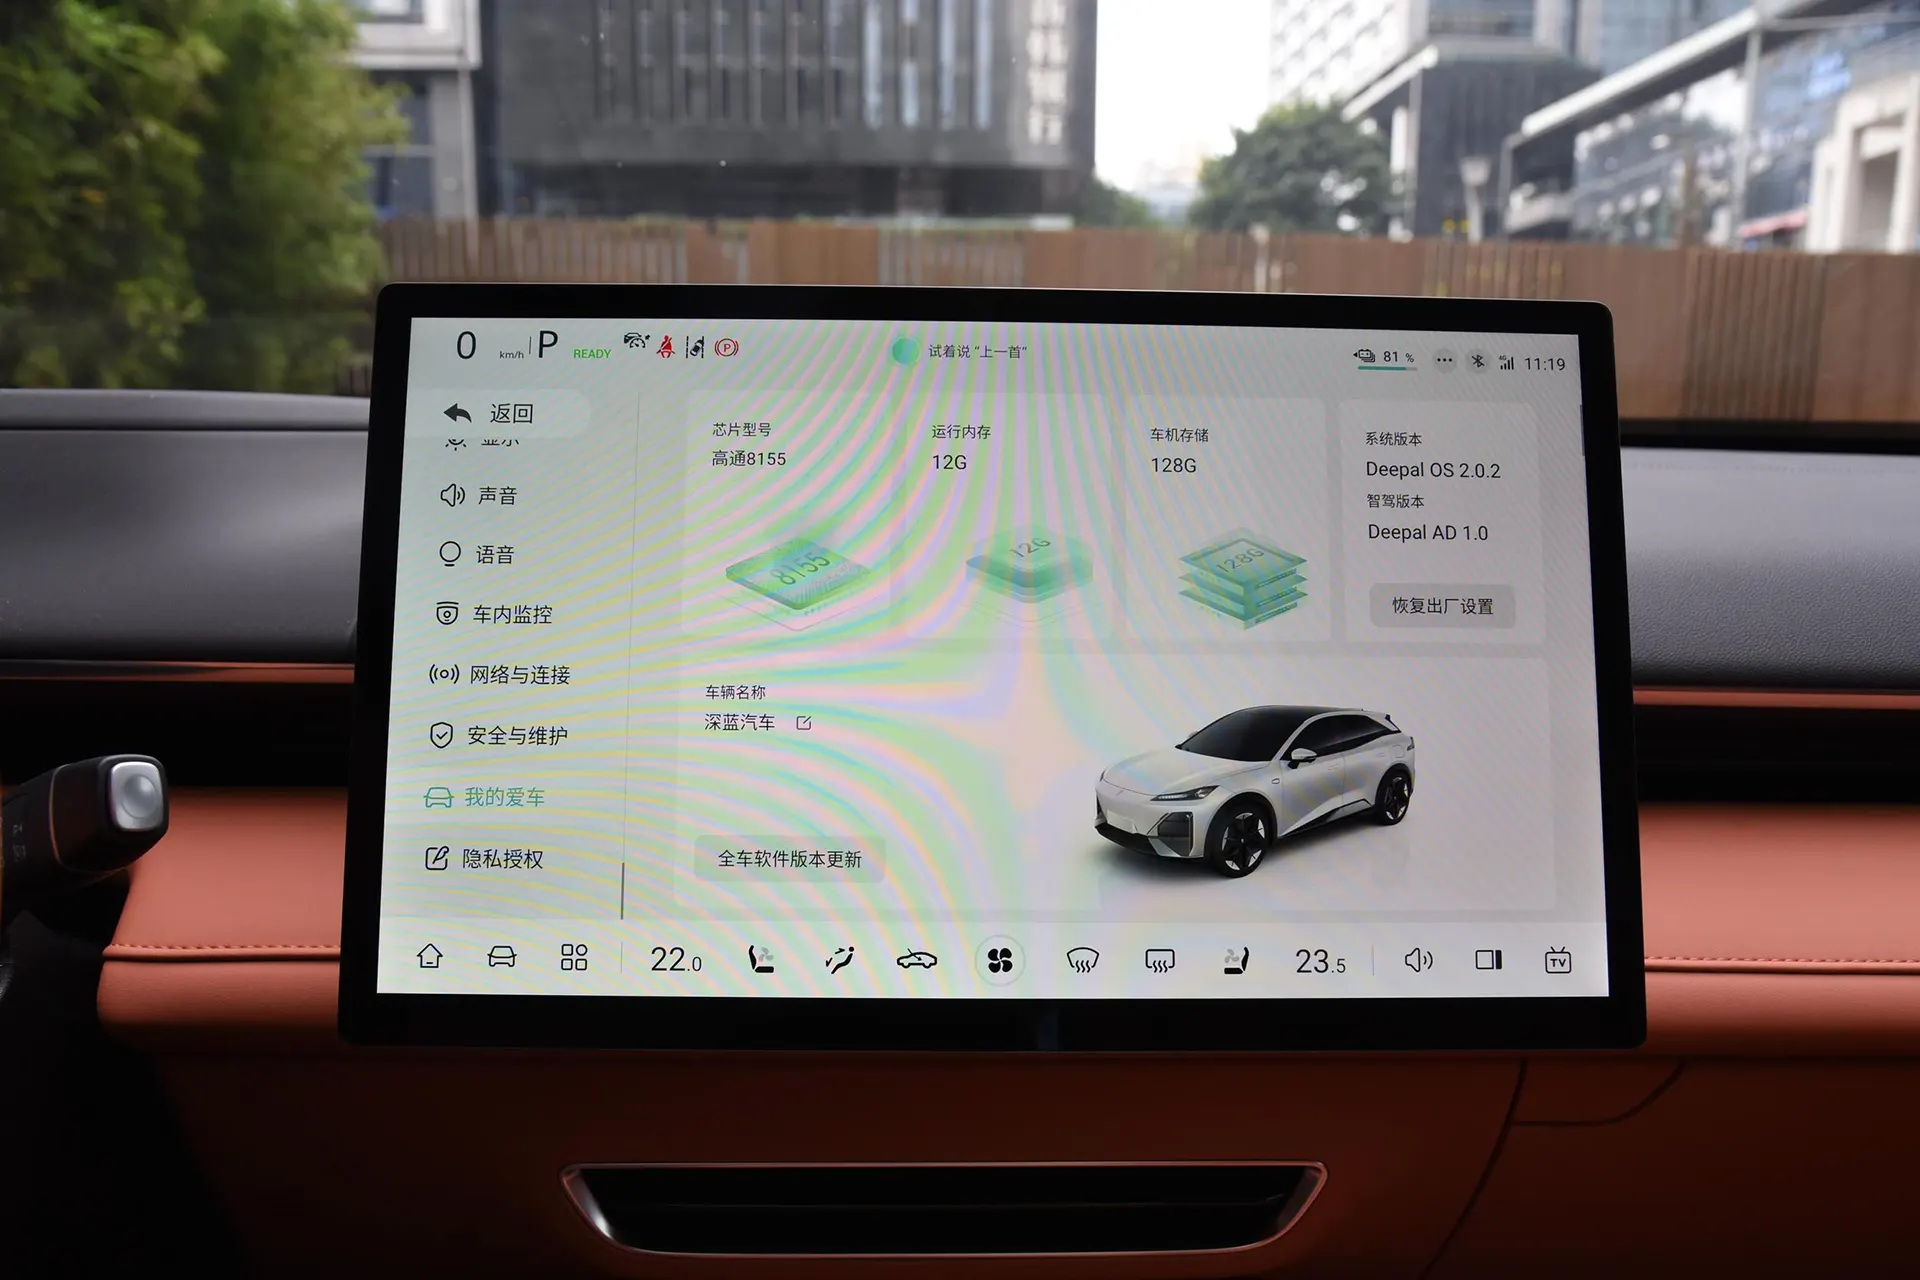 0 km/h P READY
试着说“上一首”
81 %
4G
11:19
返回
显示
声音
语音
车内监控
网络与连接
安全与维护
我的爱车
隐私授权
芯片型号
高通8155
8155
运行内存
12G
12G
车机存储
128G
128G
系统版本
Deepal OS 2.0.2
智驾版本
Deepal AD 1.0
恢复出厂设置
车辆名称
深蓝汽车
全车软件版本更新
22.0
23.5
TV